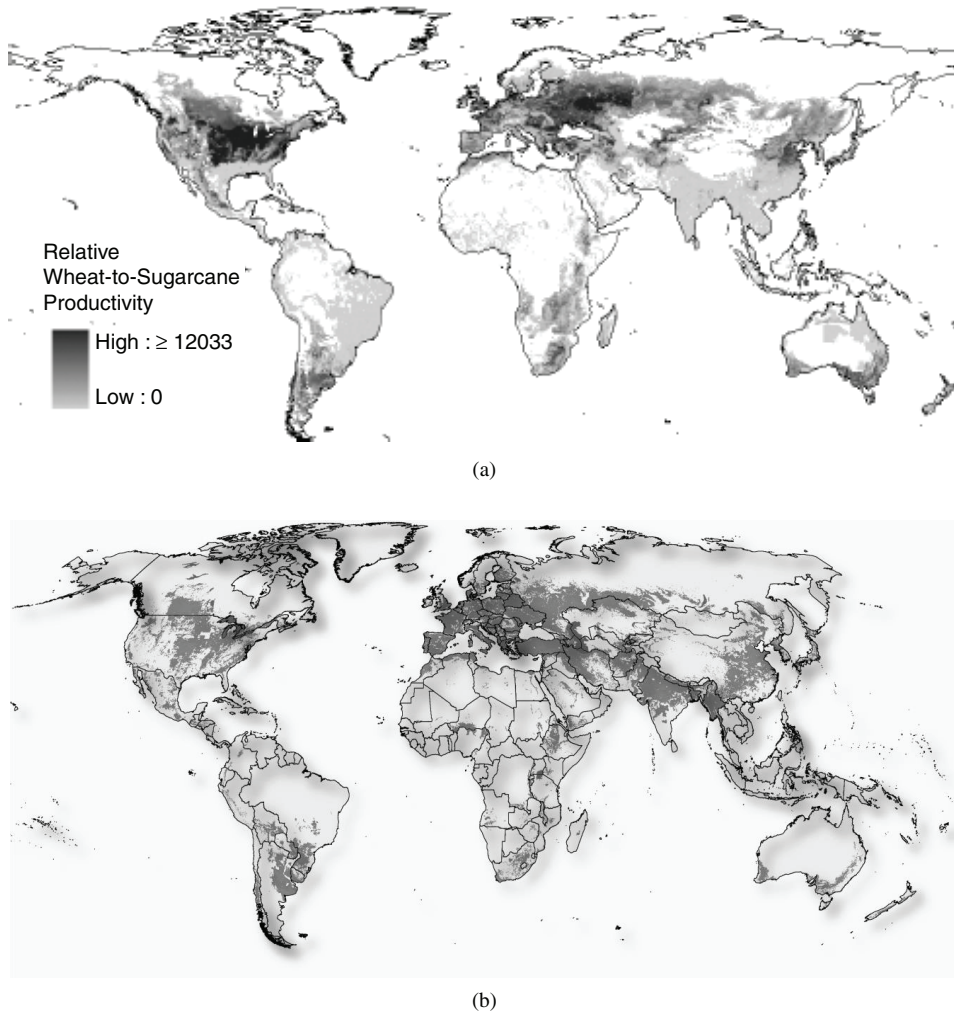 Relative
Wheat-to-Sugarcane
Productivity
High : ≥ 12033
Low : 0
(a)
(b)